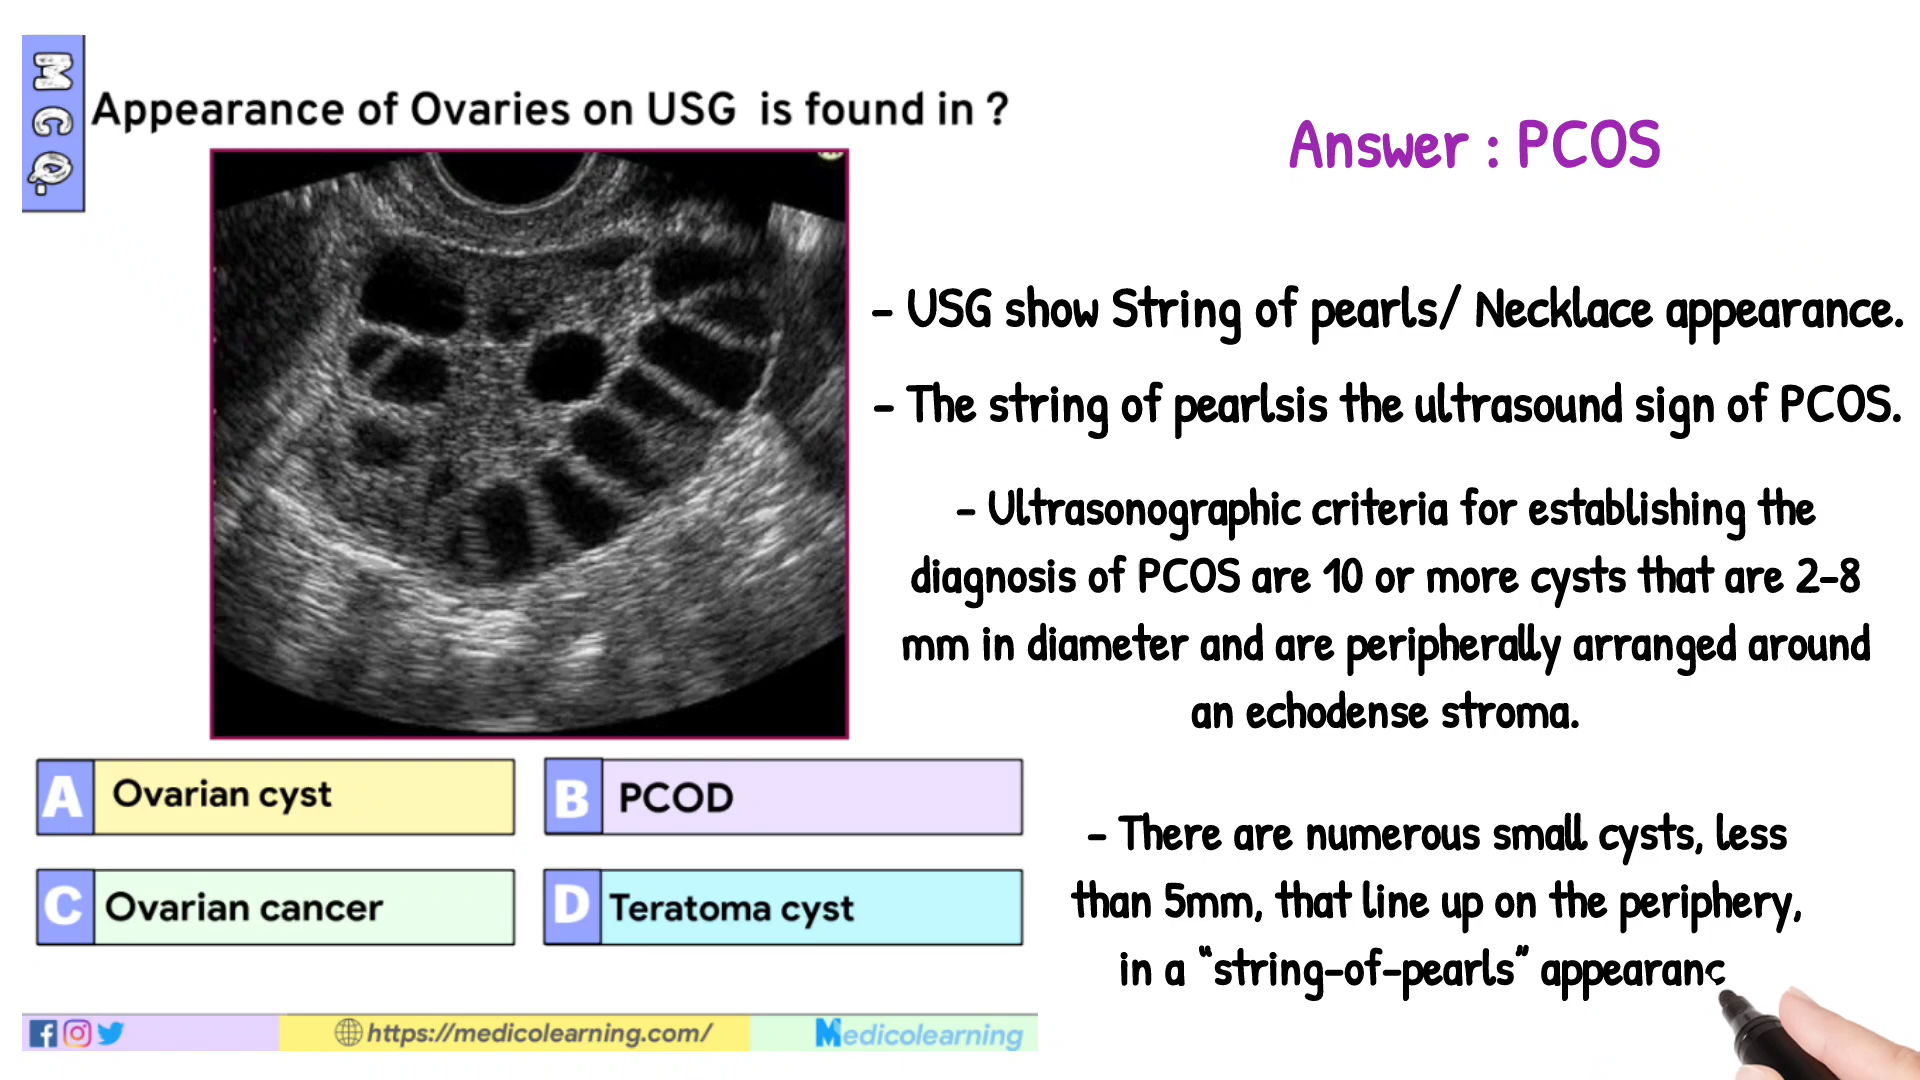 MCQ
Appearance of Ovaries on USG is found in ?
A Ovarian cyst
B PCOD
C Ovarian cancer
D Teratoma cyst
https://medicolearning.com/
Medicolearning
Answer : PCOS
- USG show String of pearls/ Necklace appearance.
- The string of pearlsis the ultrasound sign of PCOS.
- Ultrasonographic criteria for establishing the
diagnosis of PCOS are 10 or more cysts that are 2-8
mm in diameter and are peripherally arranged around
an echodense stroma.
- There are numerous small cysts, less
than 5mm, that line up on the periphery,
in a “string-of-pearls” appearanc